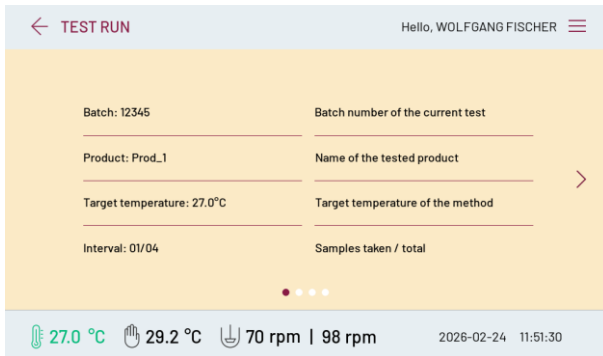 TEST RUN Hello, WOLFGANG FISCHER
Batch: 12345 Batch number of the current test
Product: Prod_1 Name of the tested product
Target temperature: 27.0°C Target temperature of the method
Interval: 01/04 Samples taken / total
27.0 °C 29.2 °C 70 rpm | 98 rpm 2026-02-24 11:51:30